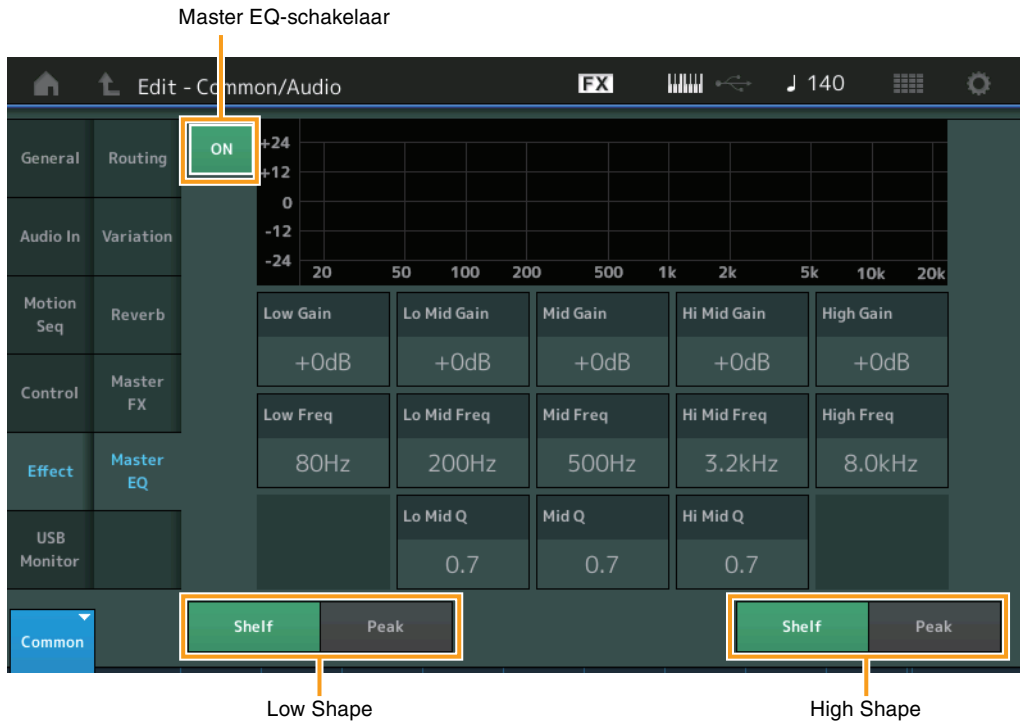 Master EQ-schakelaar
Edit - Common/Audio
FX
140
General
Routing
ON
+24
+12
0
-12
-24
20 50 100 200 500 1k 2k 5k 10k 20k
Audio In
Variation
Motion
Seq
Reverb
Low Gain
Lo Mid Gain
Mid Gain
Hi Mid Gain
High Gain
+0dB
+0dB
+0dB
+0dB
+0dB
Control
Master
FX
Low Freq
Lo Mid Freq
Mid Freq
Hi Mid Freq
High Freq
80Hz
200Hz
500Hz
3.2kHz
8.0kHz
Effect
Master
EQ
Lo Mid Q
Mid Q
Hi Mid Q
0.7
0.7
0.7
USB
Monitor
Common
Shelf
Peak
Shelf
Peak
Low Shape
High Shape